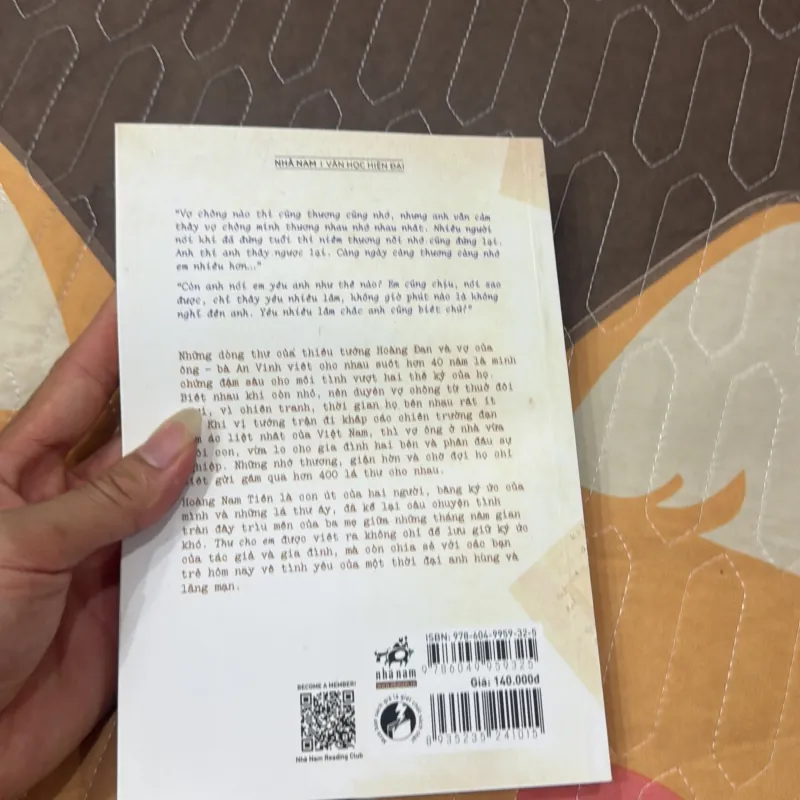 NHÃ NAM | VĂN HỌC HIỆN ĐẠI
"Vợ chồng nào thì cũng thương cũng nhớ, nhưng anh vẫn cảm
thấy vợ chồng mình thương nhau nhớ nhau nhất. Nhiều người
nói khi đã đứng tuổi thì niềm thương nỗi nhớ cũng dừng lại.
Anh thì anh thấy ngược lại. Càng ngày càng thương càng nhớ
em nhiều hơn..."
"Còn anh nói em yêu anh như thế nào? Em cũng chịu, nói sao
được, chỉ thấy yêu nhiều lắm, không giờ phút nào là không
nghĩ đến anh. Yêu nhiều lắm chắc anh cũng biết chứ?"
Những dòng thư của thiếu tướng Hoàng Đan và vợ của
ông – bà An Vinh viết cho nhau suốt hơn 40 năm là minh
chứng đậm sâu cho mối tình vượt hai thế kỷ của họ.
Biết nhau khi còn nhỏ, nên duyên vợ chồng từ thuở đôi
vì chiến tranh, thời gian họ bên nhau rất ít
Khi vị tướng trận đi khắp các chiến trường đạn
ác liệt nhất của Việt Nam, thì vợ ông ở nhà vừa
con, vừa lo cho gia đình hai bên và phấn đấu sự
nghiệp. Những nhớ thương, giận hờn và chờ đợi họ chỉ
biết gửi gắm qua hơn 400 lá thư cho nhau.
Hoàng Nam Tiến là con út của hai người, bằng ký ức của
mình và những lá thư ấy, đã kể lại câu chuyện tình
tràn đầy trìu mến của ba mẹ giữa những tháng năm gian
khó. Thư cho em được viết ra không chỉ để lưu giữ ký ức
của tác giả và gia đình, mà còn chia sẻ với các bạn
trẻ hôm nay về tình yêu của một thời đại anh hùng và
lãng mạn.
ISBN: 978-604-9959-32-5
9 786049 959325
nhã nam
Giá: 140.000đ
8 935235 241015
BECOME A MEMBER!
Nhã Nam Reading Club